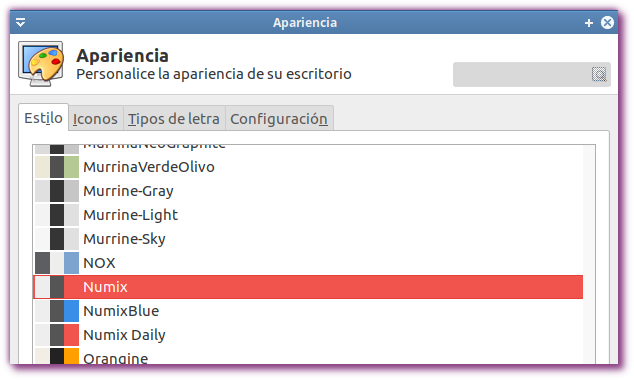 Apariencia
Apariencia
Personalice la apariencia de su escritorio
Estilo
Iconos
Tipos de letra
Configuración
MurrinaNeoGraphite
MurrinaVerdeOlivo
Murrine-Gray
Murrine-Light
Murrine-Sky
NOX
Numix
NumixBlue
Numix Daily
Orangine